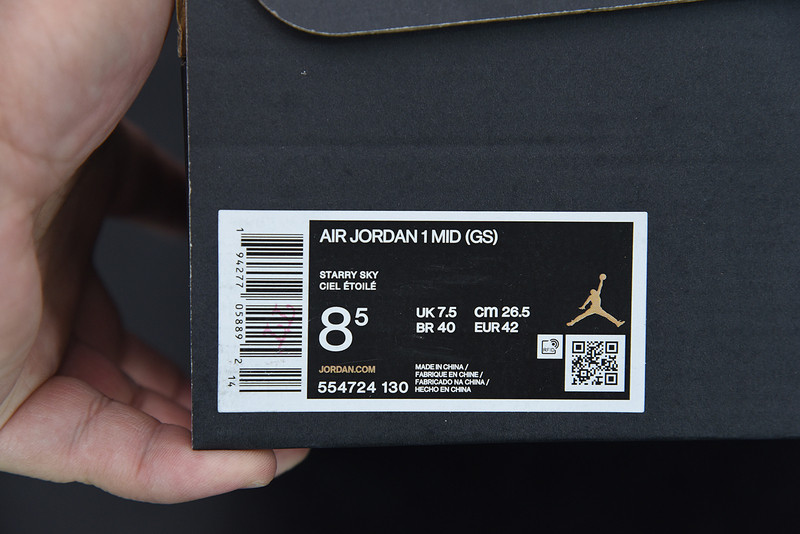 AIR JORDAN 1 MID (GS)
STARRY SKY
CIEL ÉTOILÉ
8⁵
UK 7.5 cm 26.5
BR 40 EUR 42
JORDAN.COM
554724 130
MADE IN CHINA /
FABRIQUE EN CHINE /
FABRICADO NA CHINA /
HECHO EN CHINA
RFID
1 94277 05889 2 14